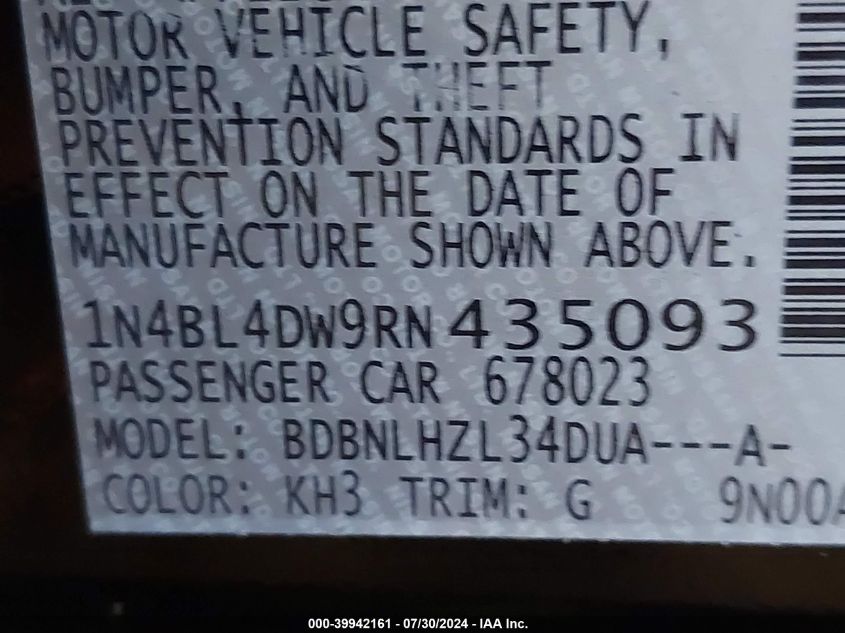 MOTOR VEHICLE SAFETY,
BUMPER, AND THEFT
PREVENTION STANDARDS IN
EFFECT ON THE DATE OF
MANUFACTURE SHOWN ABOVE.
1N4BL4DW9RN435093
PASSENGER CAR 678023
MODEL: BDBNLHZL34DUA---A-
COLOR: KH3 TRIM: G 9N00A
000-39942161 - 07/30/2024 - IAA Inc.